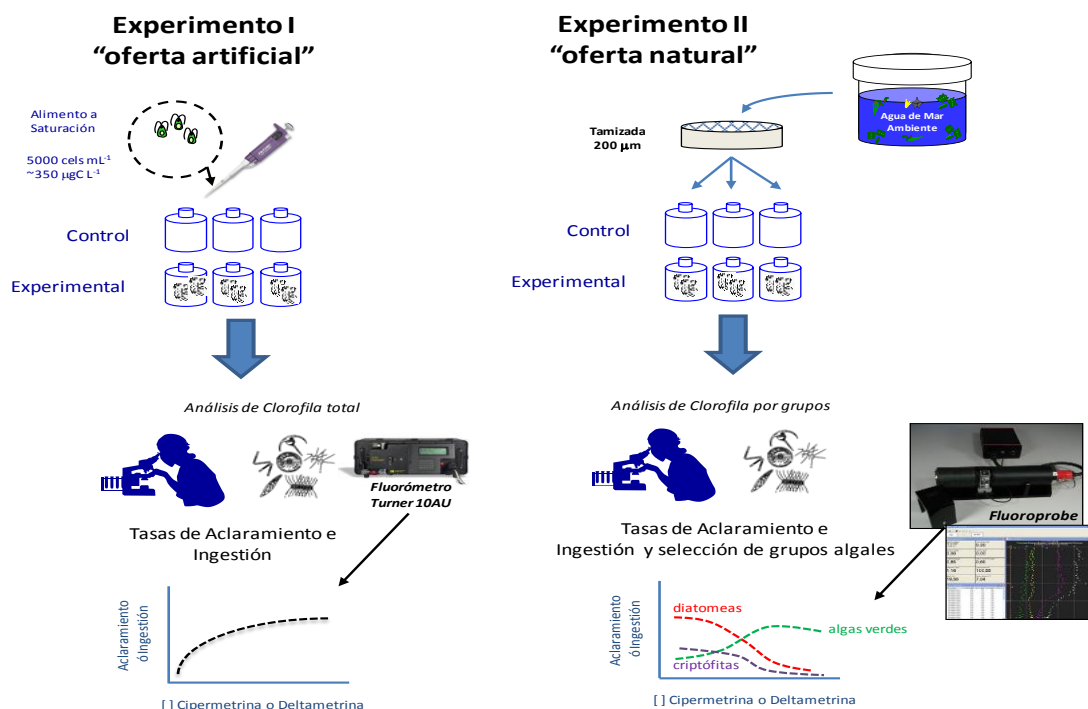 Experimento I
“oferta artificial”
Alimento a
Saturación
5000 cels mL⁻¹
~350 µgC L⁻¹
Control
Experimental
Análisis de Clorofila total
Fluorómetro
Turner 10AU
Tasas de Aclaramiento e
Ingestión
Aclaramiento
óIngestión
[ ] Cipermetrina o Deltametrina
Experimento II
“oferta natural”
Agua de Mar
Ambiente
Tamizada
200 µm
Control
Experimental
Análisis de Clorofila por grupos
Fluoroprobe
Tasas de Aclaramiento e
Ingestión y selección de grupos algales
Aclaramiento
óIngestión
diatomeas
algas verdes
criptófitas
[ ] Cipermetrina o Deltametrina